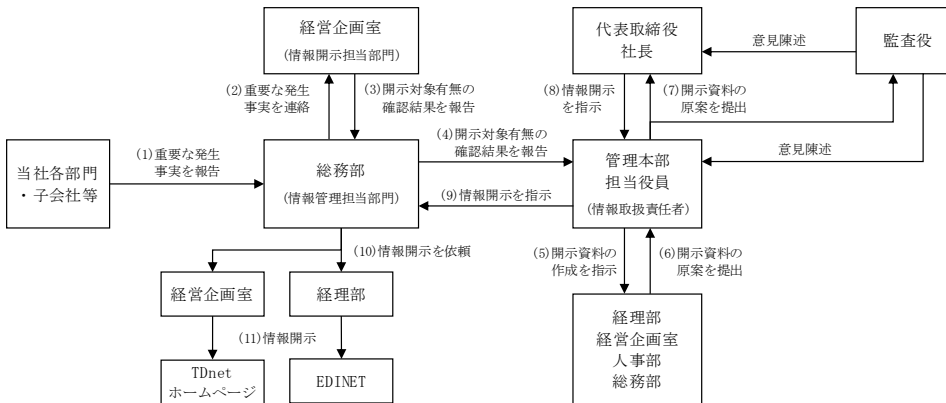 経営企画室
(情報開示担当部門)
代表取締役
社長
監査役
意見陳述
(2)重要な発生
事実を連絡
(3)開示対象有無の
確認結果を報告
(8)情報開示
を指示
(7)開示資料の
原案を提出
(1)重要な発生
事実を報告
(4)開示対象有無の
確認結果を報告
意見陳述
当社各部門
・子会社等
総務部
(情報管理担当部門)
管理本部
担当役員
(情報取扱責任者)
(9)情報開示を指示
(10)情報開示を依頼
(5)開示資料の
作成を指示
(6)開示資料の
原案を提出
経営企画室
経理部
経理部
経営企画室
人事部
総務部
(11)情報開示
TDnet
ホームページ
EDINET